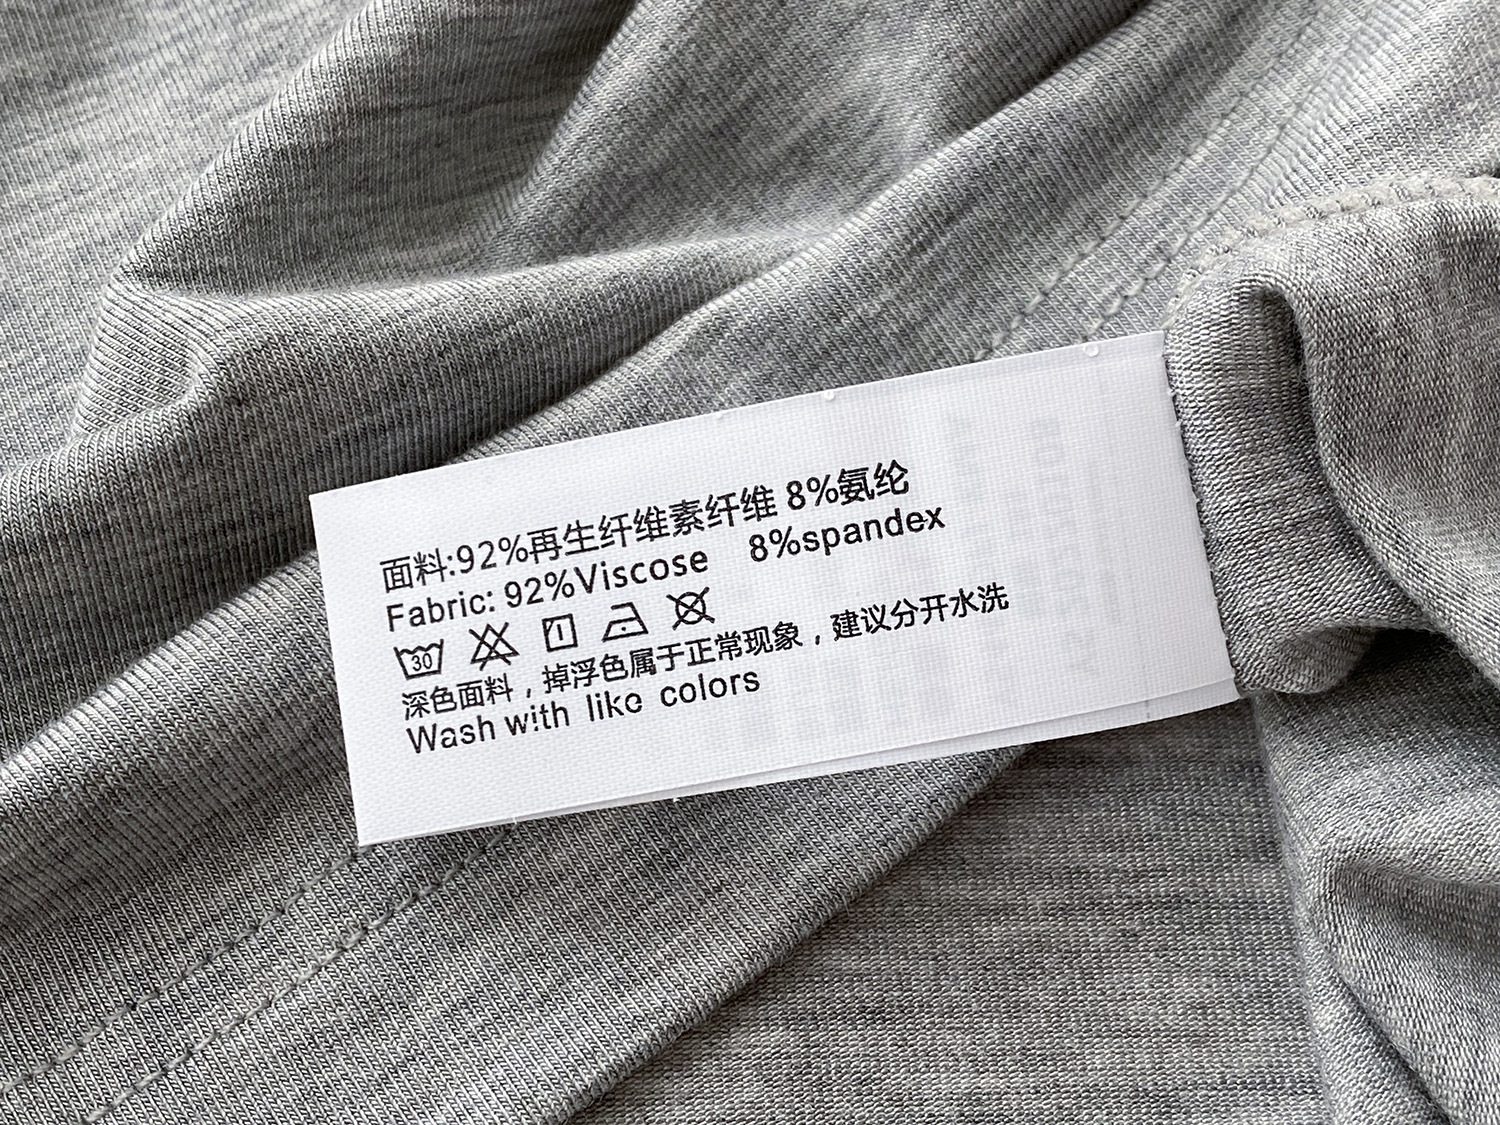 面料:92%再生纤维素纤维 8%氨纶
Fabric: 92%Viscose 8%spandex
30
深色面料，掉浮色属于正常现象，建议分开水洗
Wash with like colors